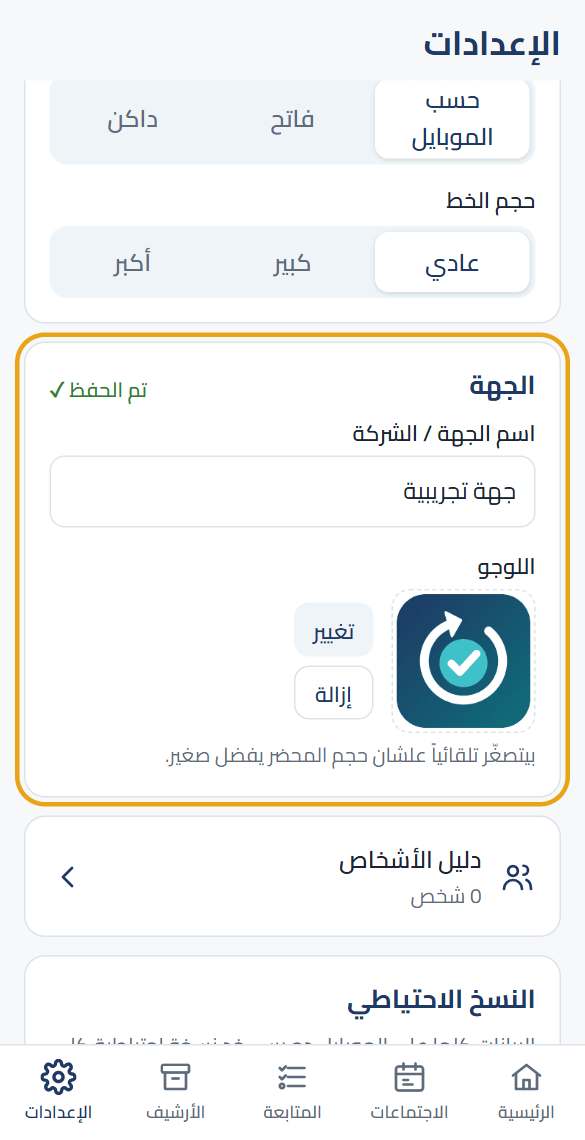 الإعدادات
حسب الموبايل
فاتح
داكن
حجم الخط
عادي
كبير
أكبر
الجهة
تم الحفظ ✓
اسم الجهة / الشركة
جهة تجريبية
اللوجو
تغيير
إزالة
بيتصغّر تلقائياً علشان حجم المحضر يفضل صغير.
دليل الأشخاص
0 شخص
النسخ الاحتياطي
الرئيسية
الاجتماعات
المتابعة
الأرشيف
الإعدادات